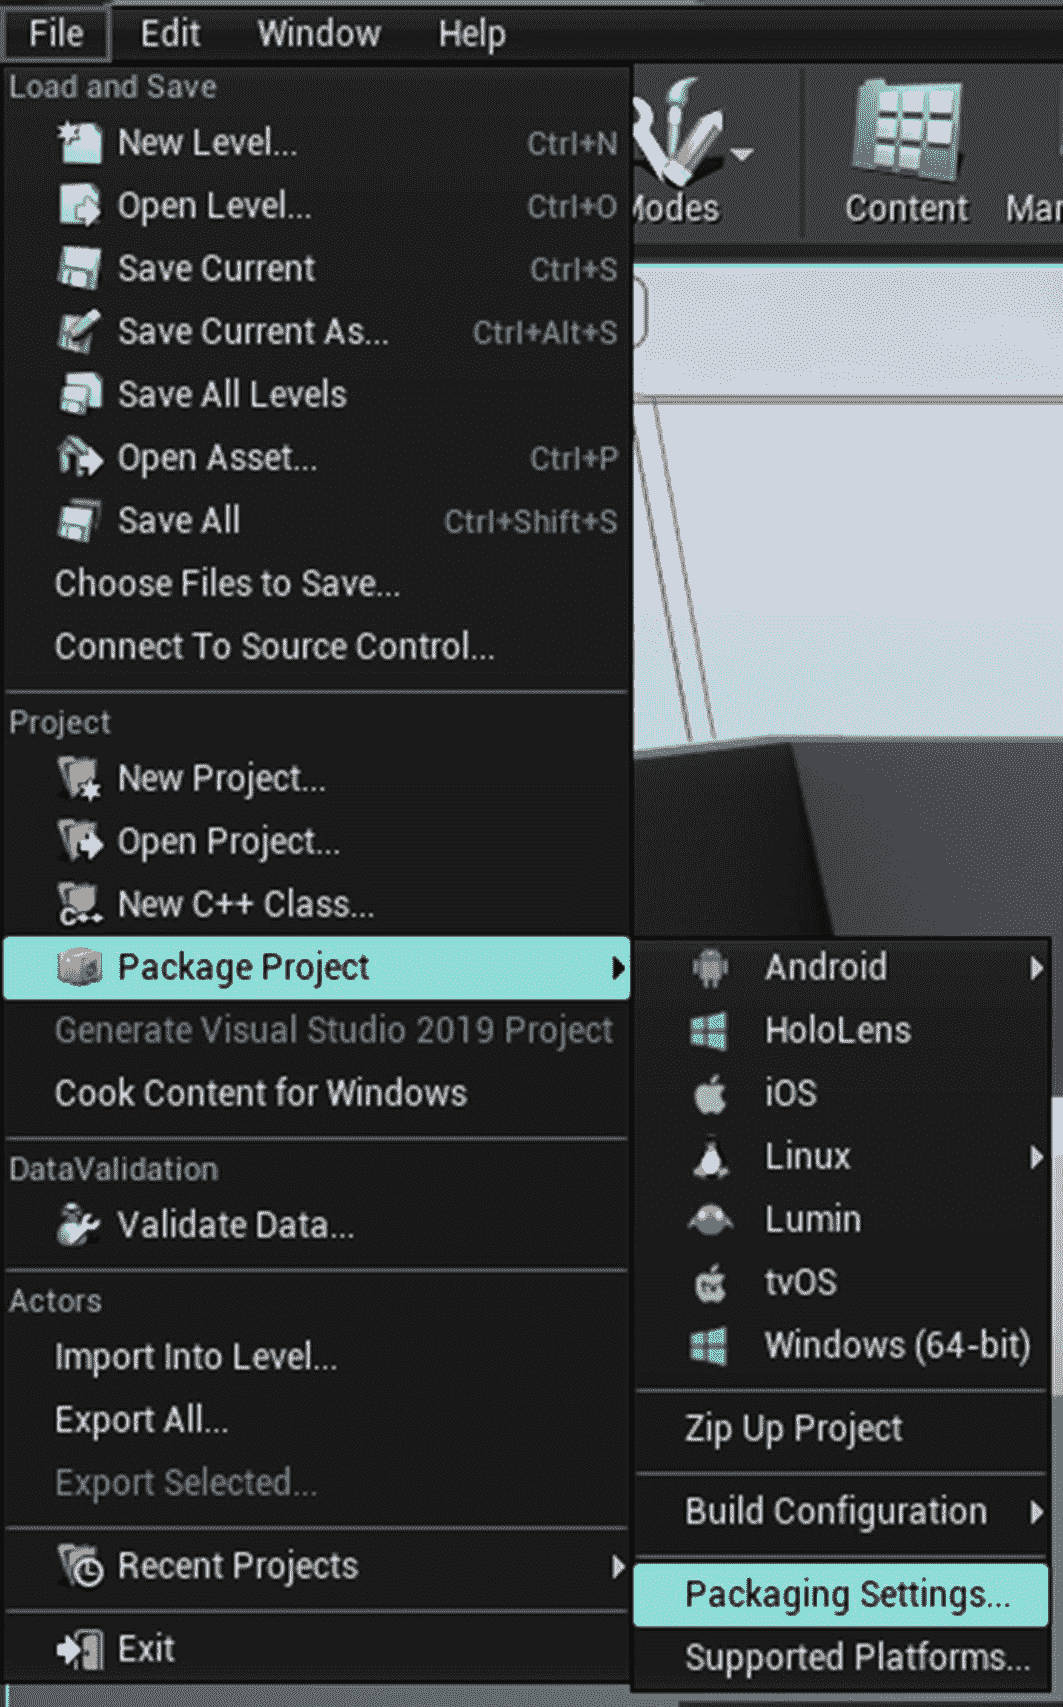 File Edit Window Help
Load and Save
New Level... Ctrl+N
Open Level... Ctrl+O
Save Current Ctrl+S
Save Current As... Ctrl+Alt+S
Save All Levels
Open Asset... Ctrl+P
Save All Ctrl+Shift+S
Choose Files to Save...
Connect To Source Control...
Project
New Project...
Open Project...
New C++ Class...
Package Project
Generate Visual Studio 2019 Project
Cook Content for Windows
DataValidation
Validate Data...
Actors
Import Into Level...
Export All...
Export Selected...
Recent Projects
Exit
Modes
Content
Android
HoloLens
iOS
Linux
Lumin
tvOS
Windows (64-bit)
Zip Up Project
Build Configuration
Packaging Settings...
Supported Platforms...